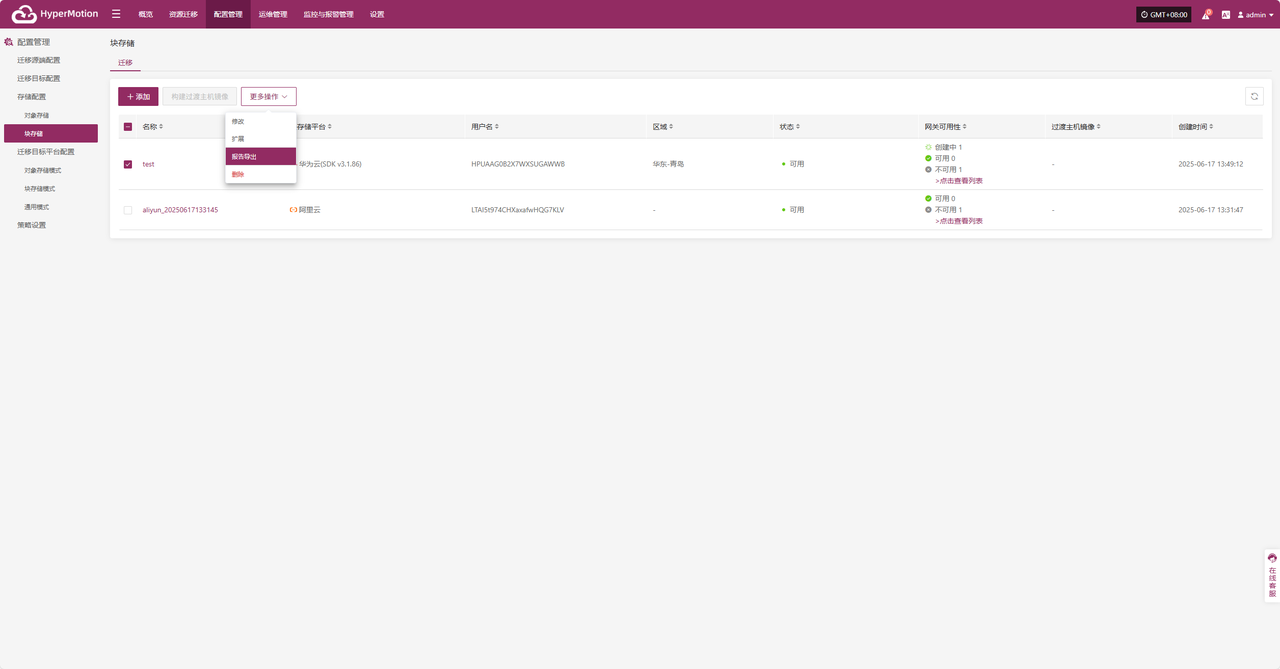 HyperMotion
概览 资源迁移 配置管理 运维管理 监控与报警管理 设置
GMT+08:00 0 admin
配置管理
迁移源端配置
迁移目标配置
存储配置
对象存储
块存储
迁移目标平台配置
对象存储模式
块存储模式
通用模式
策略设置
块存储
迁移
+ 添加 构建过渡主机镜像 更多操作
修改
扩展
报告导出
删除
名称 存储平台 用户名 区域 状态 网关可用性 过渡主机镜像 创建时间
test 华为云(SDK v3.1.86) HPUAAG0B2X7WXSUGAWWB 华东-青岛 可用 创建中 1
可用 0
不可用 1
>点击查看列表
- 2025-06-17 13:49:12
aliyun_20250617133145 阿里云 LTAI5t974CHXaxafwHQG7KLV - 可用 可用 0
不可用 1
>点击查看列表
- 2025-06-17 13:31:47
在线客服